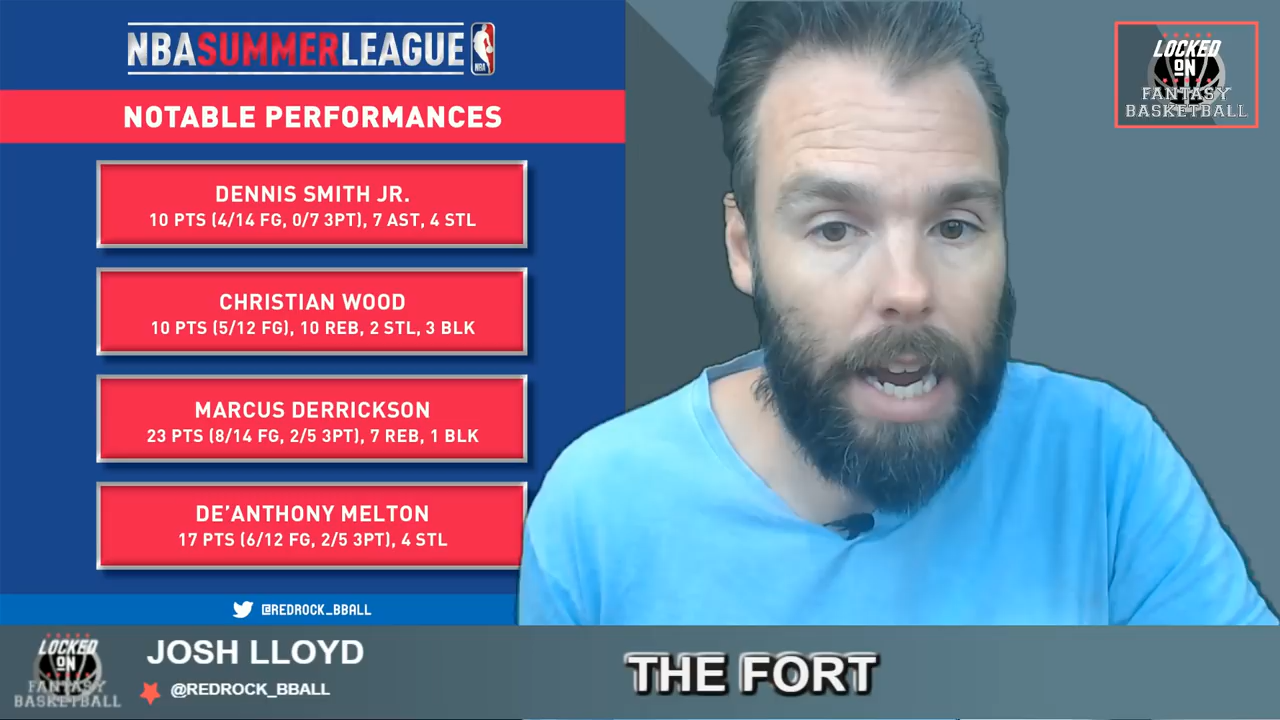 NBASUMMERLEAGUE
NBA
NOTABLE PERFORMANCES
DENNIS SMITH JR.
10 PTS (4/14 FG, 0/7 3PT), 7 AST, 4 STL
CHRISTIAN WOOD
10 PTS (5/12 FG), 10 REB, 2 STL, 3 BLK
MARCUS DERRICKSON
23 PTS (8/14 FG, 2/5 3PT), 7 REB, 1 BLK
DE'ANTHONY MELTON
17 PTS (6/12 FG, 2/5 3PT), 4 STL
@REDROCK_BBALL
LOCKED
ON
FANTASY
BASKETBALL
LOCKED
ON
FANTASY
BASKETBALL
JOSH LLOYD
@REDROCK_BBALL
THE FORT